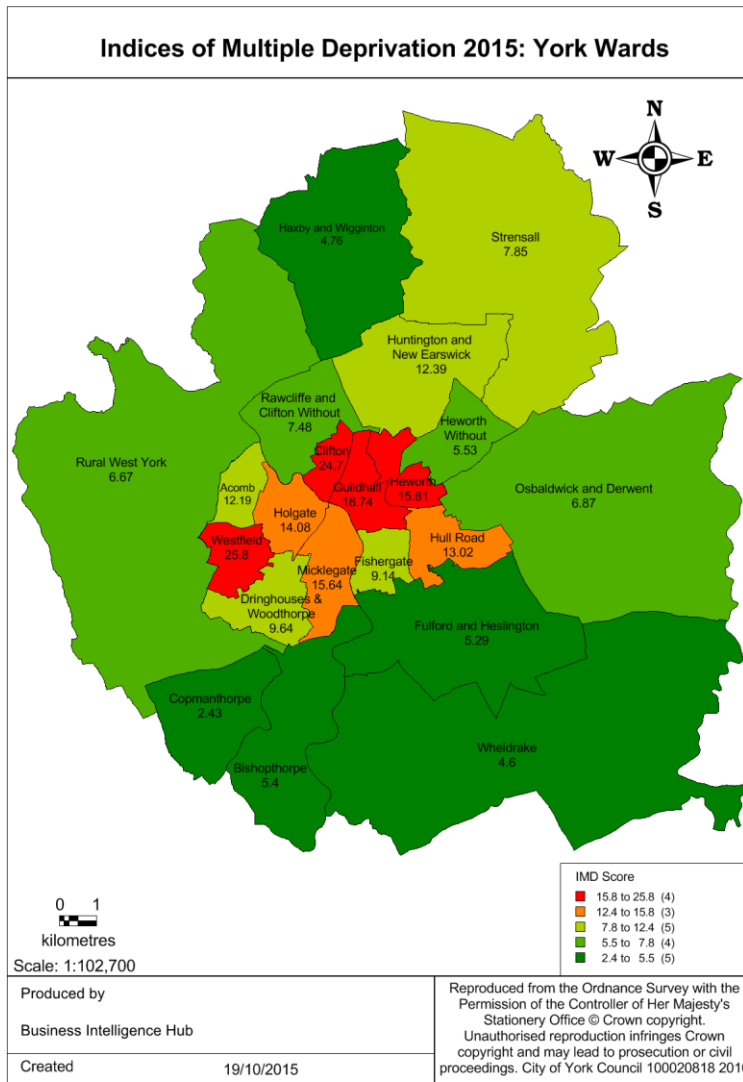 Indices of Multiple Deprivation 2015: York Wards
N
W
E
S
Haxby and Wigginton
4.76
Strensall
7.85
Huntington and
New Earswick
12.39
Rawcliffe and
Clifton Without
7.48
Heworth
Without
5.53
Rural West York
6.67
Clifton
24.7
Acomb
12.19
Guildhall
18.74
Heworth
15.81
Osbaldwick and Derwent
6.87
Holgate
14.08
Westfield
25.8
Hull Road
13.02
Micklegate
15.64
Fishergate
9.14
Dringhouses &
Woodthorpe
9.64
Fulford and Heslington
5.29
Copmanthorpe
2.43
Bishopthorpe
5.4
Wheldrake
4.6
IMD Score
15.8 to 25.8 (4)
12.4 to 15.8 (3)
7.8 to 12.4 (5)
5.5 to 7.8 (4)
2.4 to 5.5 (5)
0 1
kilometres
Scale: 1:102,700
Produced by
Business Intelligence Hub
Created 19/10/2015
Reproduced from the Ordnance Survey with the
Permission of the Controller of Her Majesty's
Stationery Office © Crown copyright.
Unauthorised reproduction infringes Crown
copyright and may lead to prosecution or civil
proceedings. City of York Council 100020818